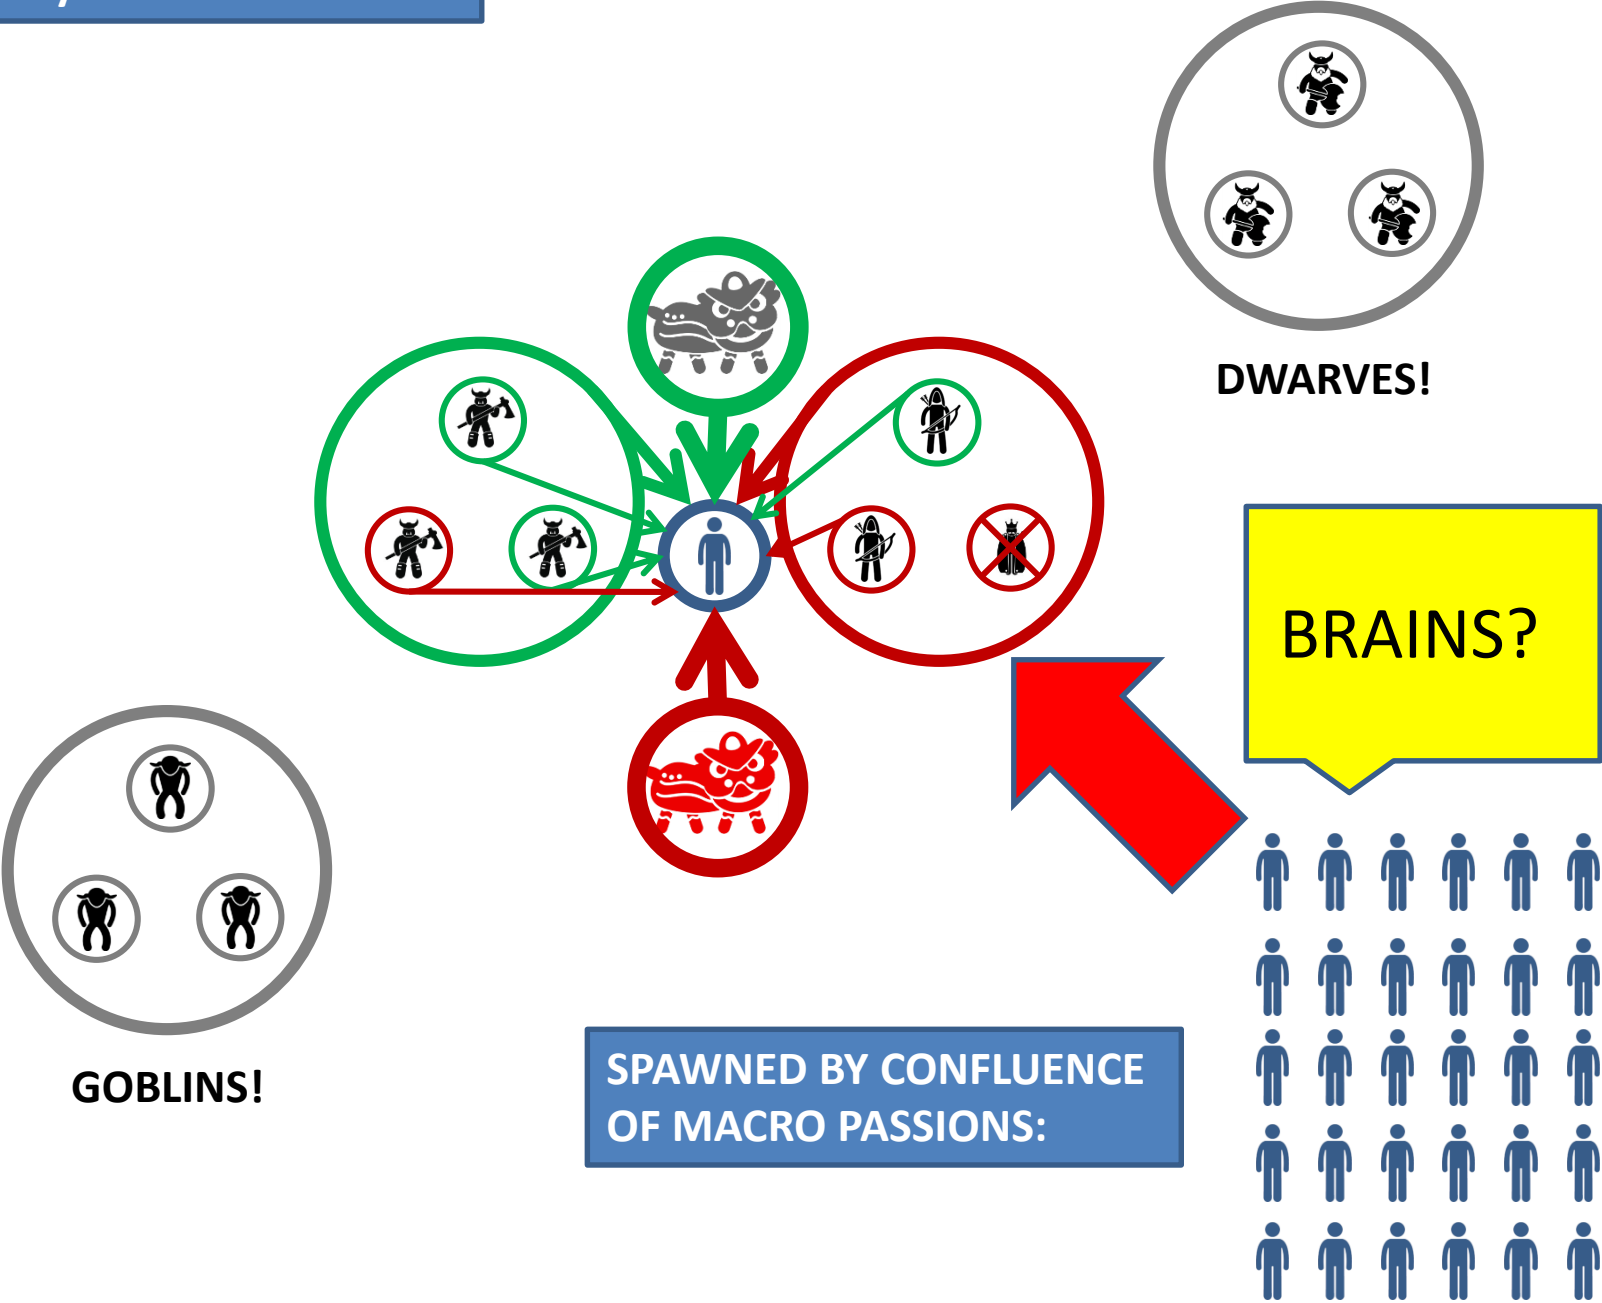 DWARVES!
BRAINS?
GOBLINS!
SPAWNED BY CONFLUENCE
OF MACRO PASSIONS: